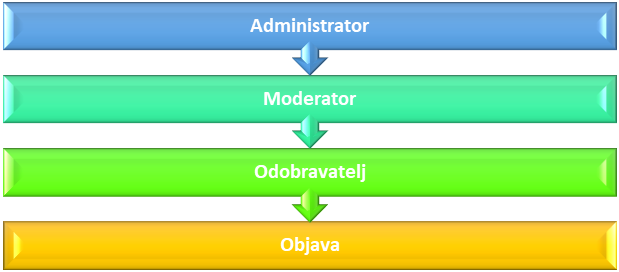 Administrator
Moderator
Odobravatelj
Objava